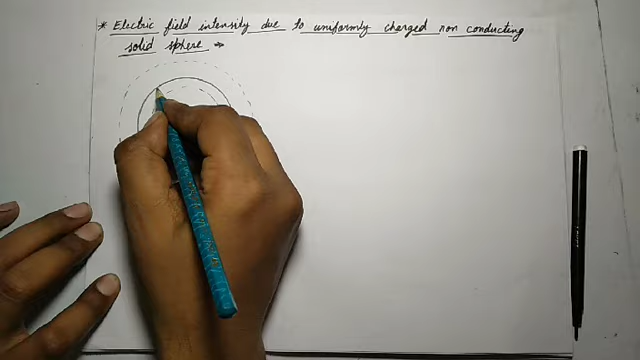 * Electric field intensity due to uniformly charged non conducting
solid sphere →